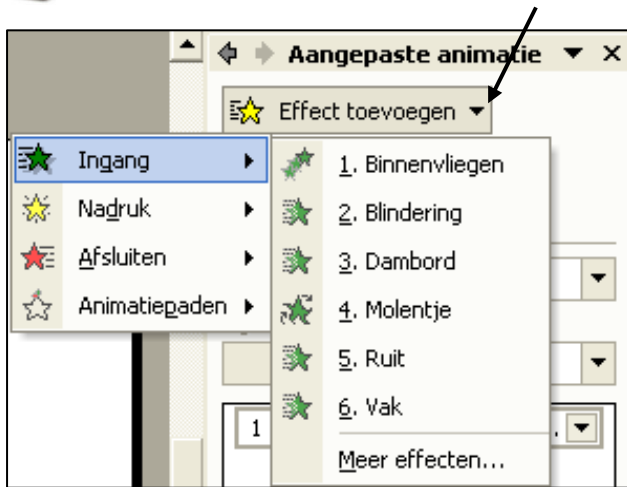 Aangepaste animatie
Effect toevoegen
Ingang
Nadruk
Afsluiten
Animatiepaden
1. Binnenvliegen
2. Blindering
3. Dambord
4. Molentje
5. Ruit
6. Vak
Meer effecten...
1